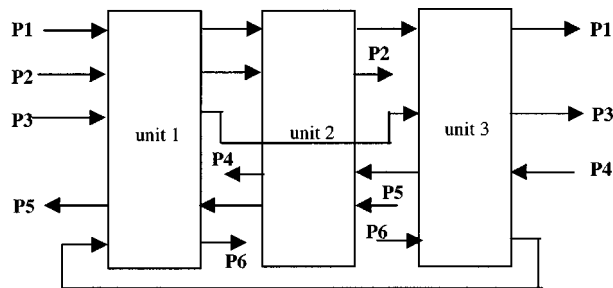 P1 P1
P2 P2
P3 P3
unit 1 unit 2 unit 3
P4 P4
P5 P5
P6 P6